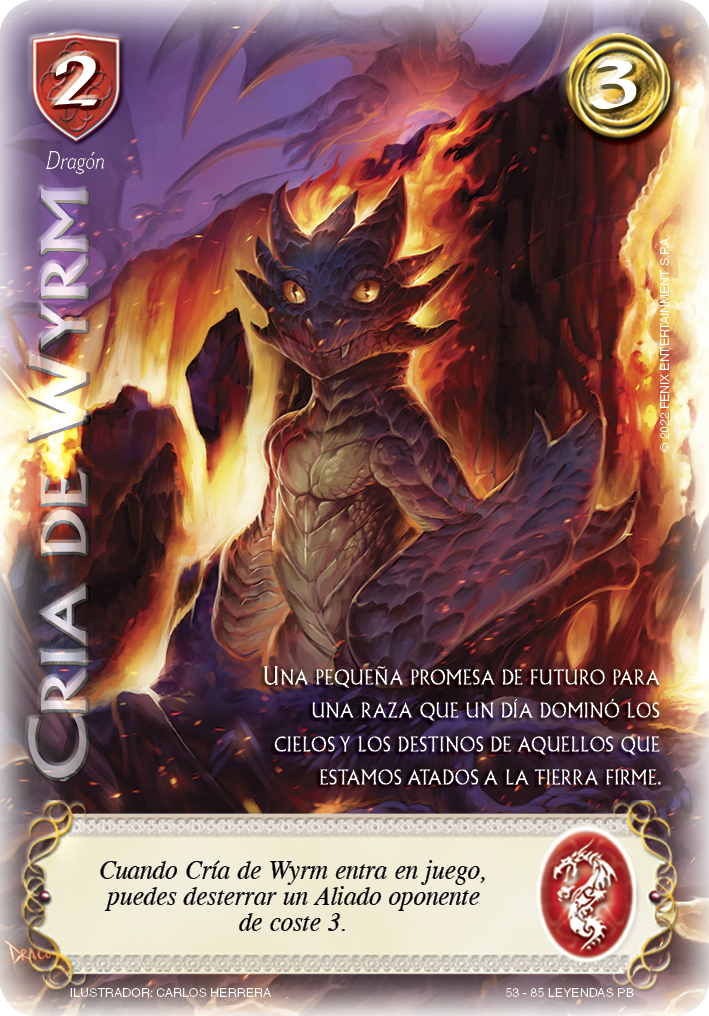 2
3
Dragón
CRIA DE WYRM
© 2022 FENIX ENTERTAINMENT S.P.A.
UNA PEQUEÑA PROMESA DE FUTURO PARA
UNA RAZA QUE UN DÍA DOMINÓ LOS
CIELOS Y LOS DESTINOS DE AQUELLOS QUE
ESTAMOS ATADOS A LA TIERRA FIRME.
Cuando Cría de Wyrm entra en juego,
puedes desterrar un Aliado oponente
de coste 3.
DRACO
ILUSTRADOR: CARLOS HERRERA
53 - 85 LEYENDAS PB